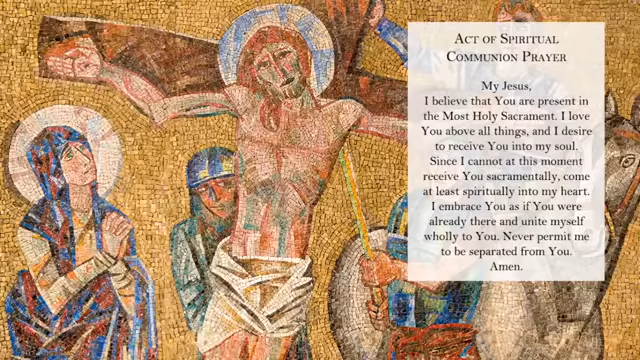 ACT OF SPIRITUAL
COMMUNION PRAYER
My Jesus,
I believe that You are present in
the Most Holy Sacrament. I love
You above all things, and I desire
to receive You into my soul.
Since I cannot at this moment
receive You sacramentally, come
at least spiritually into my heart.
I embrace You as if You were
already there and unite myself
wholly to You. Never permit me
to be separated from You.
Amen.